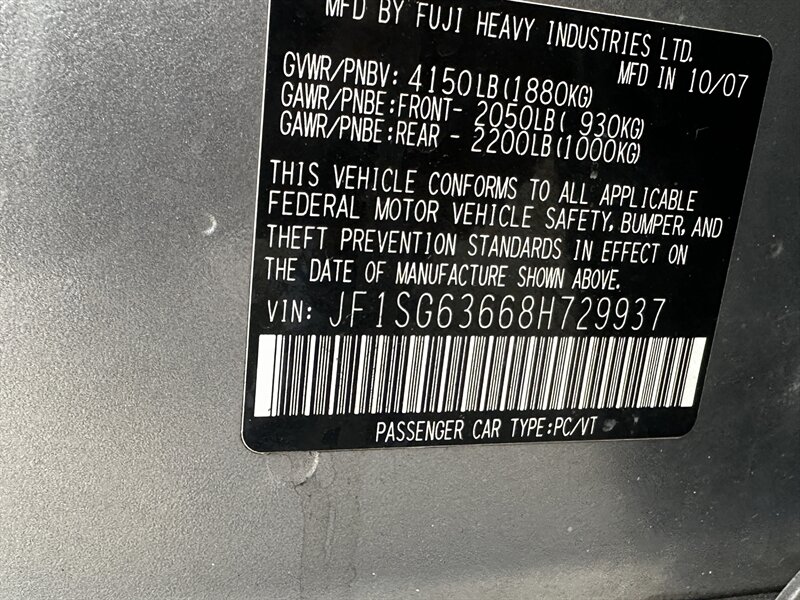 MFD BY FUJI HEAVY INDUSTRIES LTD.
MFD IN 10/07
GVWR/PNBV: 4150LB(1880KG)
GAWR/PNBE:FRONT- 2050LB( 930KG)
GAWR/PNBE:REAR - 2200LB(1000KG)
THIS VEHICLE CONFORMS TO ALL APPLICABLE
FEDERAL MOTOR VEHICLE SAFETY, BUMPER, AND
THEFT PREVENTION STANDARDS IN EFFECT ON
THE DATE OF MANUFACTURE SHOWN ABOVE.
VIN: JF1SG63668H729937
PASSENGER CAR TYPE:PC/VT